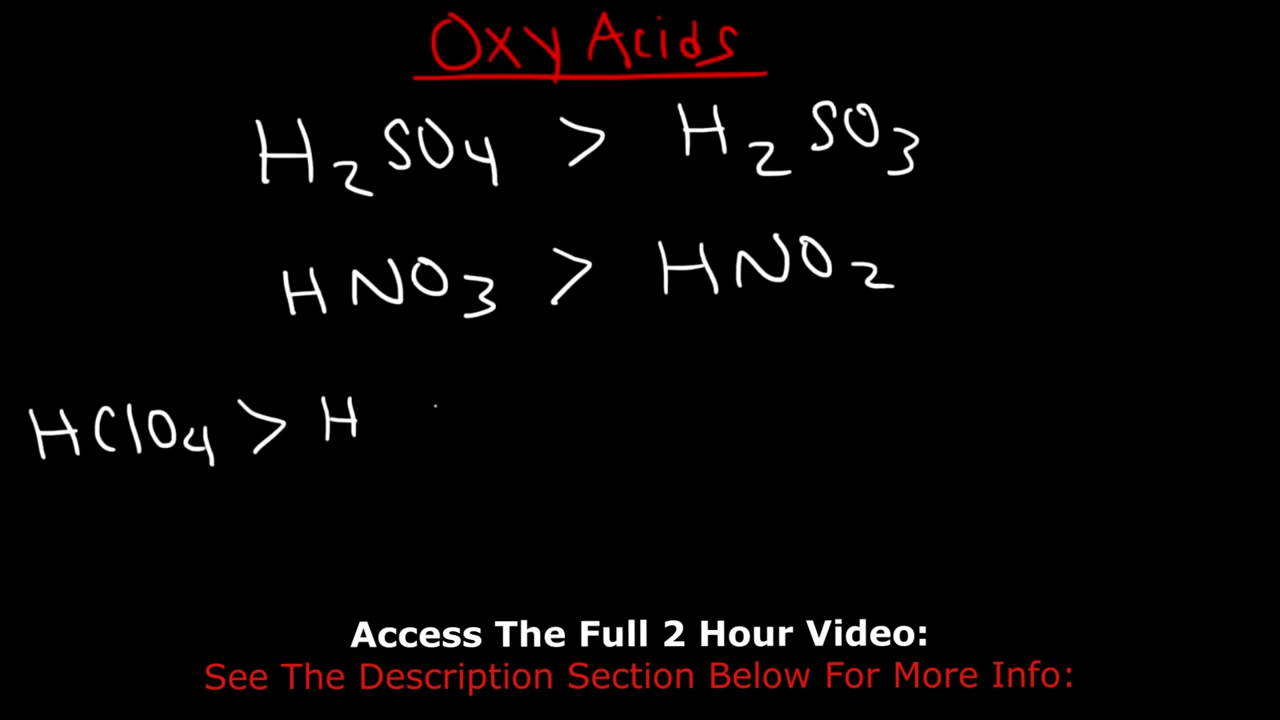 Oxy Acids
H₂SO₄ > H₂SO₃
HNO₃ > HNO₂
HClO₄ > H
Access The Full 2 Hour Video:
See The Description Section Below For More Info: